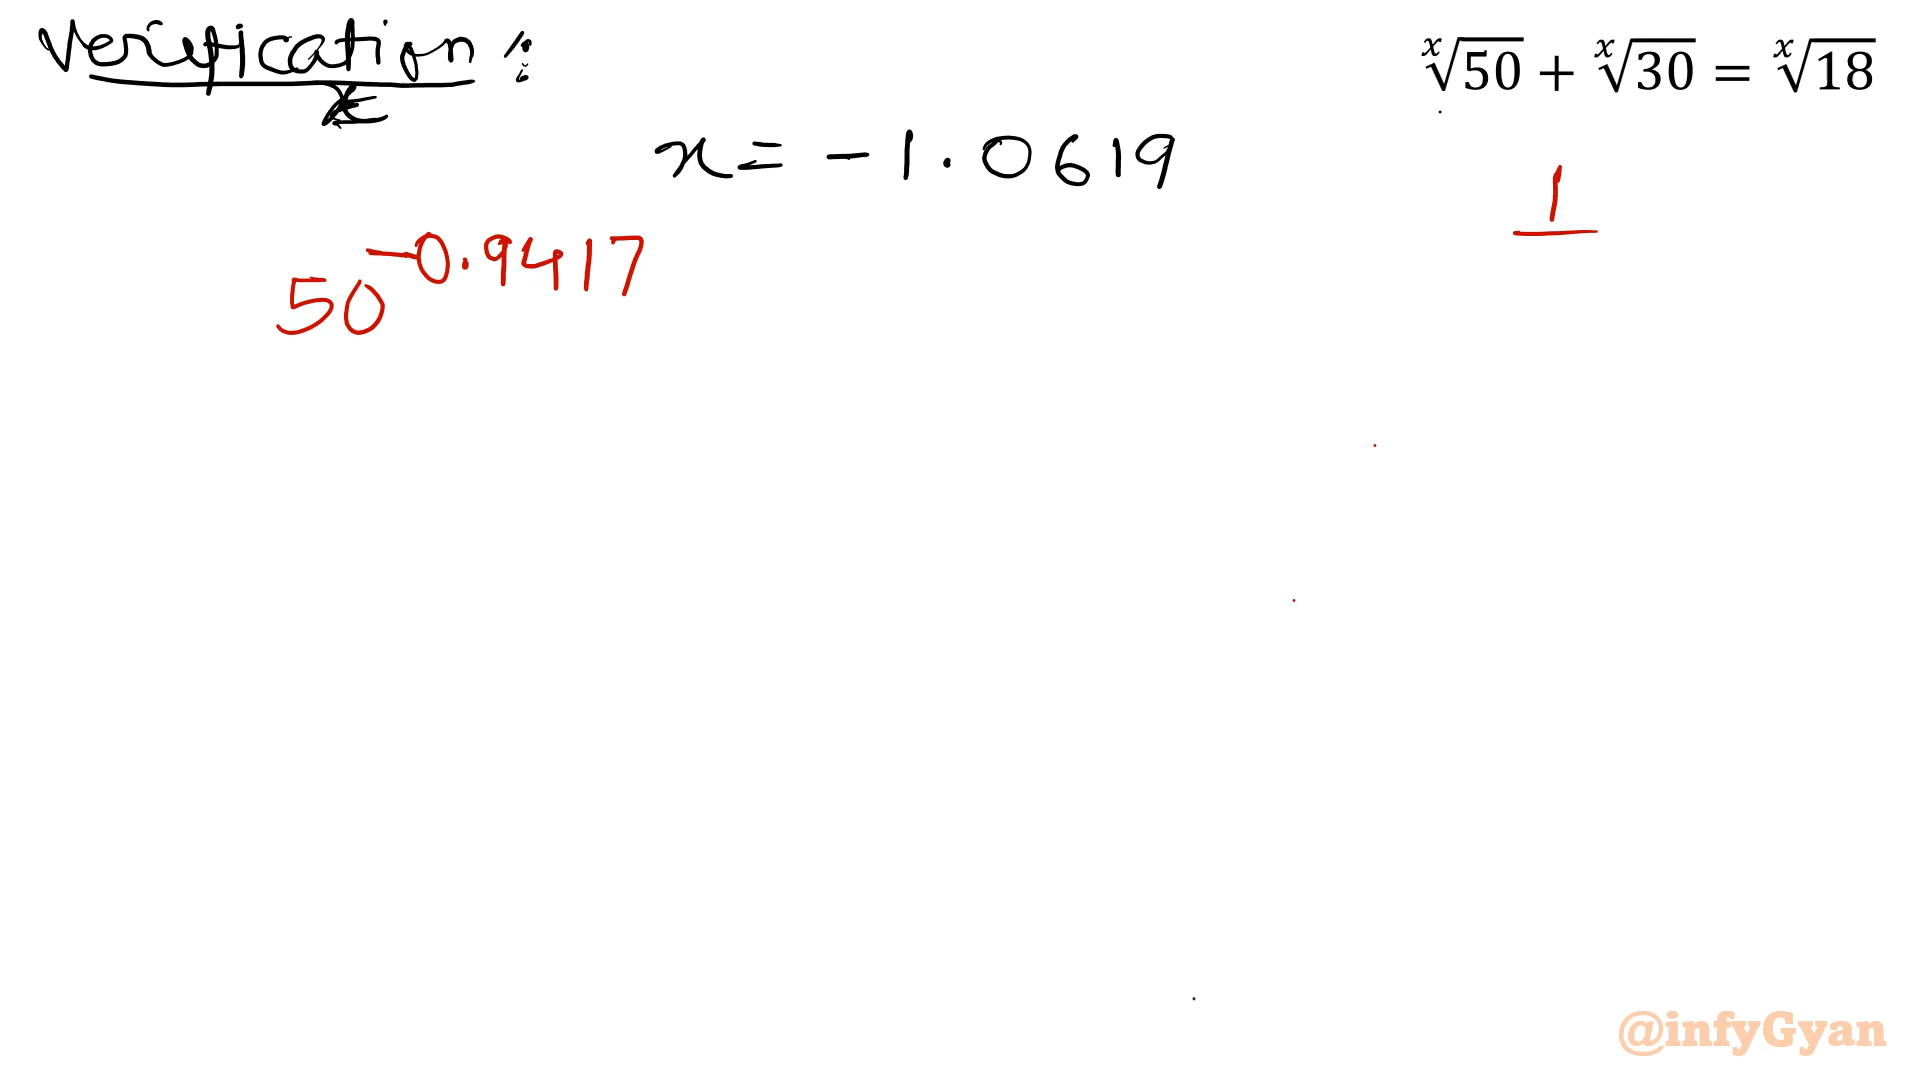 Verification :
ˣ√50 + ˣ√30 = ˣ√18
x = - 1.0619
1
50^-0.9417
@infyGyan